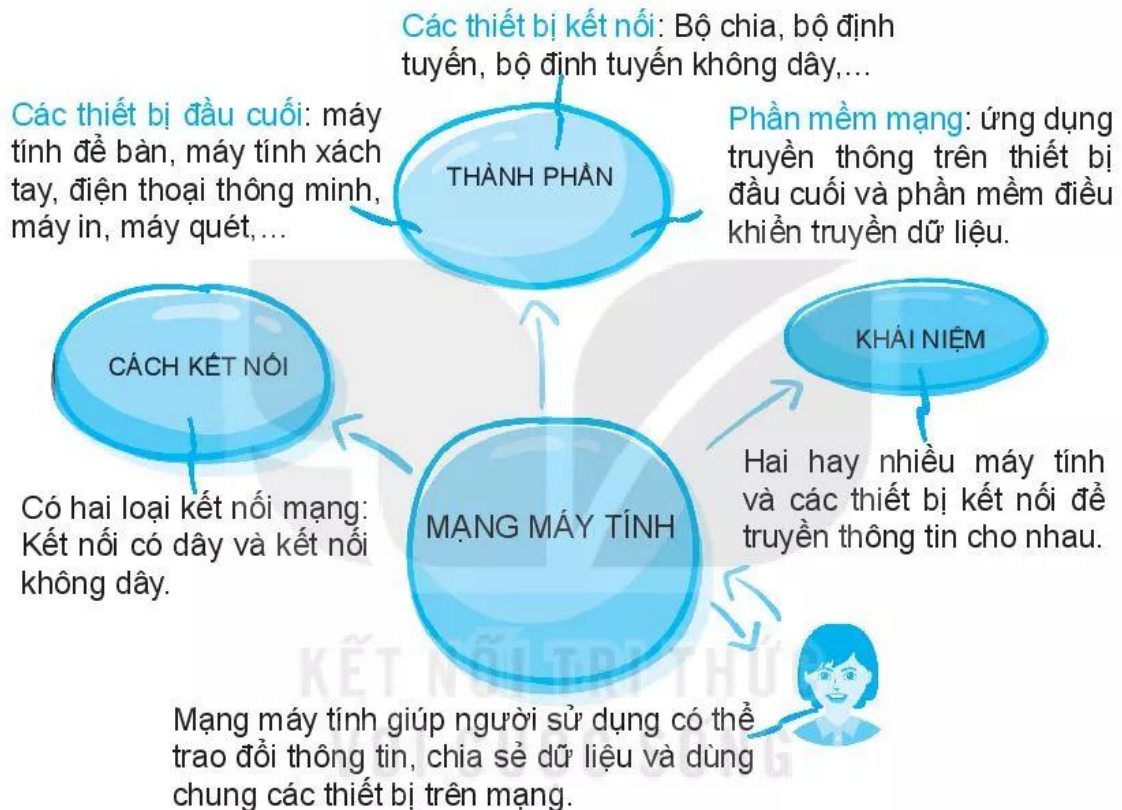 Các thiết bị kết nối: Bộ chia, bộ định
tuyến, bộ định tuyến không dây,...
Các thiết bị đầu cuối: máy
tính để bàn, máy tính xách
tay, điện thoại thông minh,
máy in, máy quét,...
THÀNH PHẦN
Phần mềm mạng: ứng dụng
truyền thông trên thiết bị
đầu cuối và phần mềm điều
khiển truyền dữ liệu.
CÁCH KẾT NỐI
Có hai loại kết nối mạng:
Kết nối có dây và kết nối
không dây.
KHÁI NIỆM
Hai hay nhiều máy tính
và các thiết bị kết nối để
truyền thông tin cho nhau.
MẠNG MÁY TÍNH
KẾT NỐI TRI THỨC
VỚI CUỘC SỐNG
Mạng máy tính giúp người sử dụng có thể
trao đổi thông tin, chia sẻ dữ liệu và dùng
chung các thiết bị trên mạng.